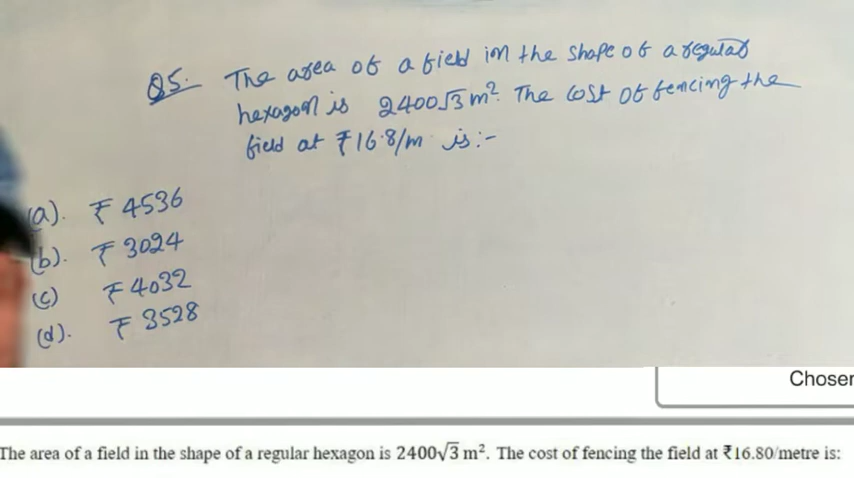 Q5. The area of a field in the shape of a regular
hexagon is 2400√3 m². The cost of fencing the
field at ₹16.8/m is:-
(a). ₹ 4536
(b). ₹ 3024
(c) ₹ 4032
(d). ₹ 3528
Chosen
The area of a field in the shape of a regular hexagon is 2400√3 m². The cost of fencing the field at ₹16.80/metre is: